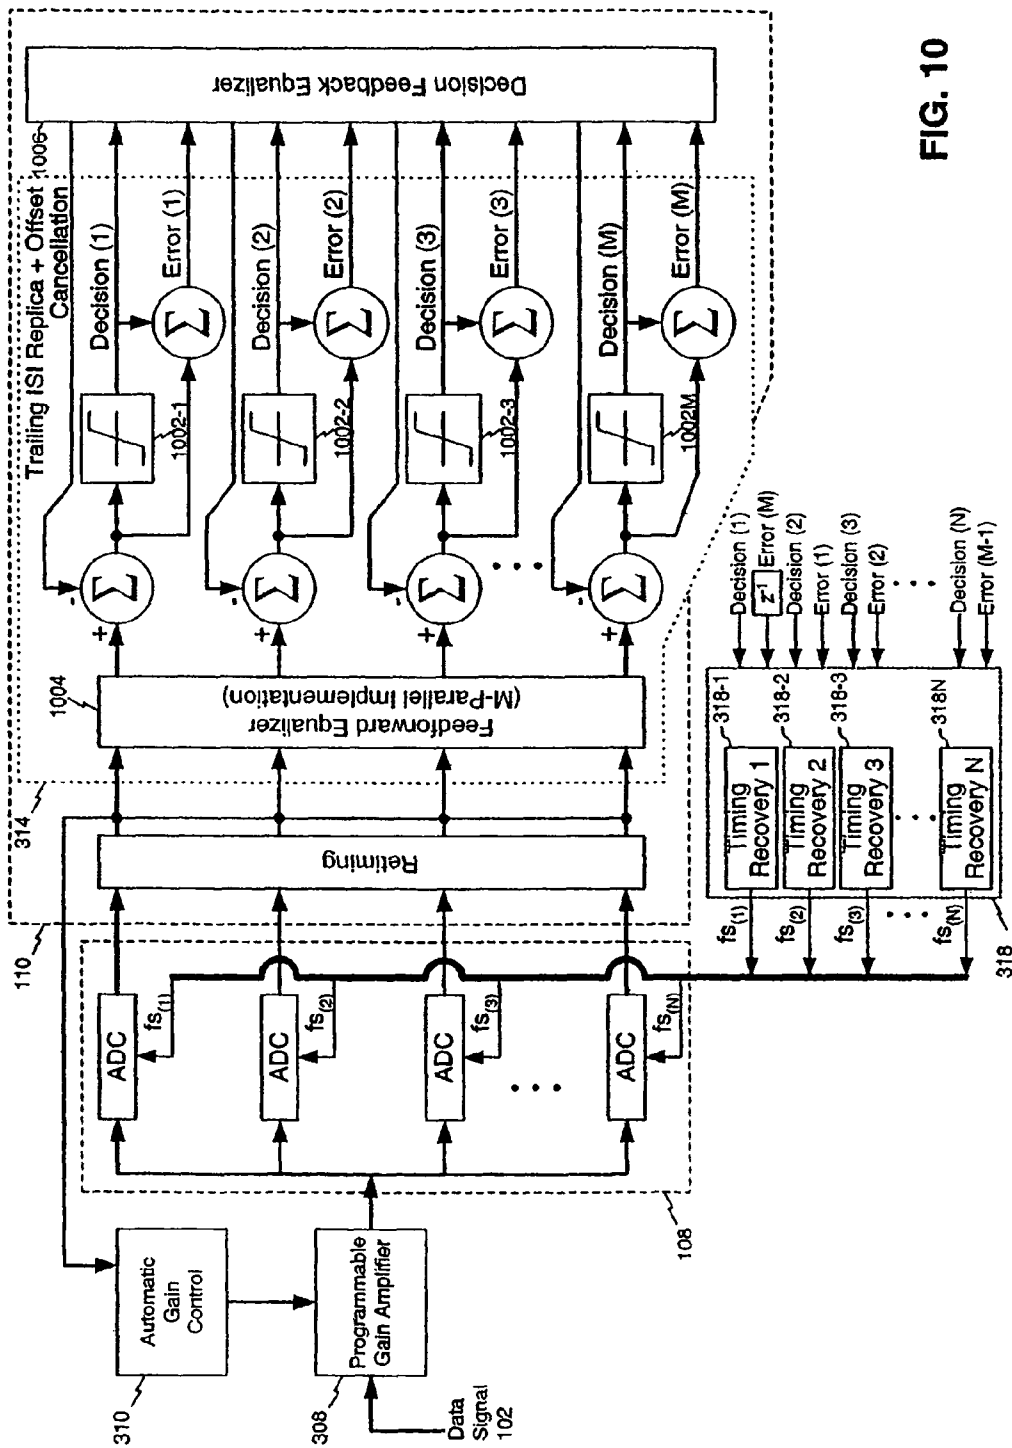 FIG. 10
Data
Signal
102
308
Programmable
Gain Amplifier
310
Automatic
Gain
Control
108
ADC
fs(1)
ADC
fs(2)
ADC
fs(3)
• • •
ADC
fs(N)
110
Retiming
314
1004
Feedforward Equalizer
(M-Parallel Implementation)
Trailing ISI Replica + Offset
Cancellation
1006
Decision Feedback Equalizer
+
-
Σ
1002-1
Decision (1)
Σ
Error (1)
+
-
Σ
1002-2
Decision (2)
Σ
Error (2)
+
-
Σ
1002-3
Decision (3)
Σ
Error (3)
• • •
+
-
Σ
1002M
Decision (M)
Σ
Error (M)
318
fs(1)
Timing
Recovery 1
318-1
Decision (1)
z-1
Error (M)
fs(2)
Timing
Recovery 2
318-2
Decision (2)
Error (1)
fs(3)
Timing
Recovery 3
318-3
Decision (3)
Error (2)
• • •
• • •
• • •
fs(N)
Timing
Recovery N
318N
Decision (N)
Error (M-1)